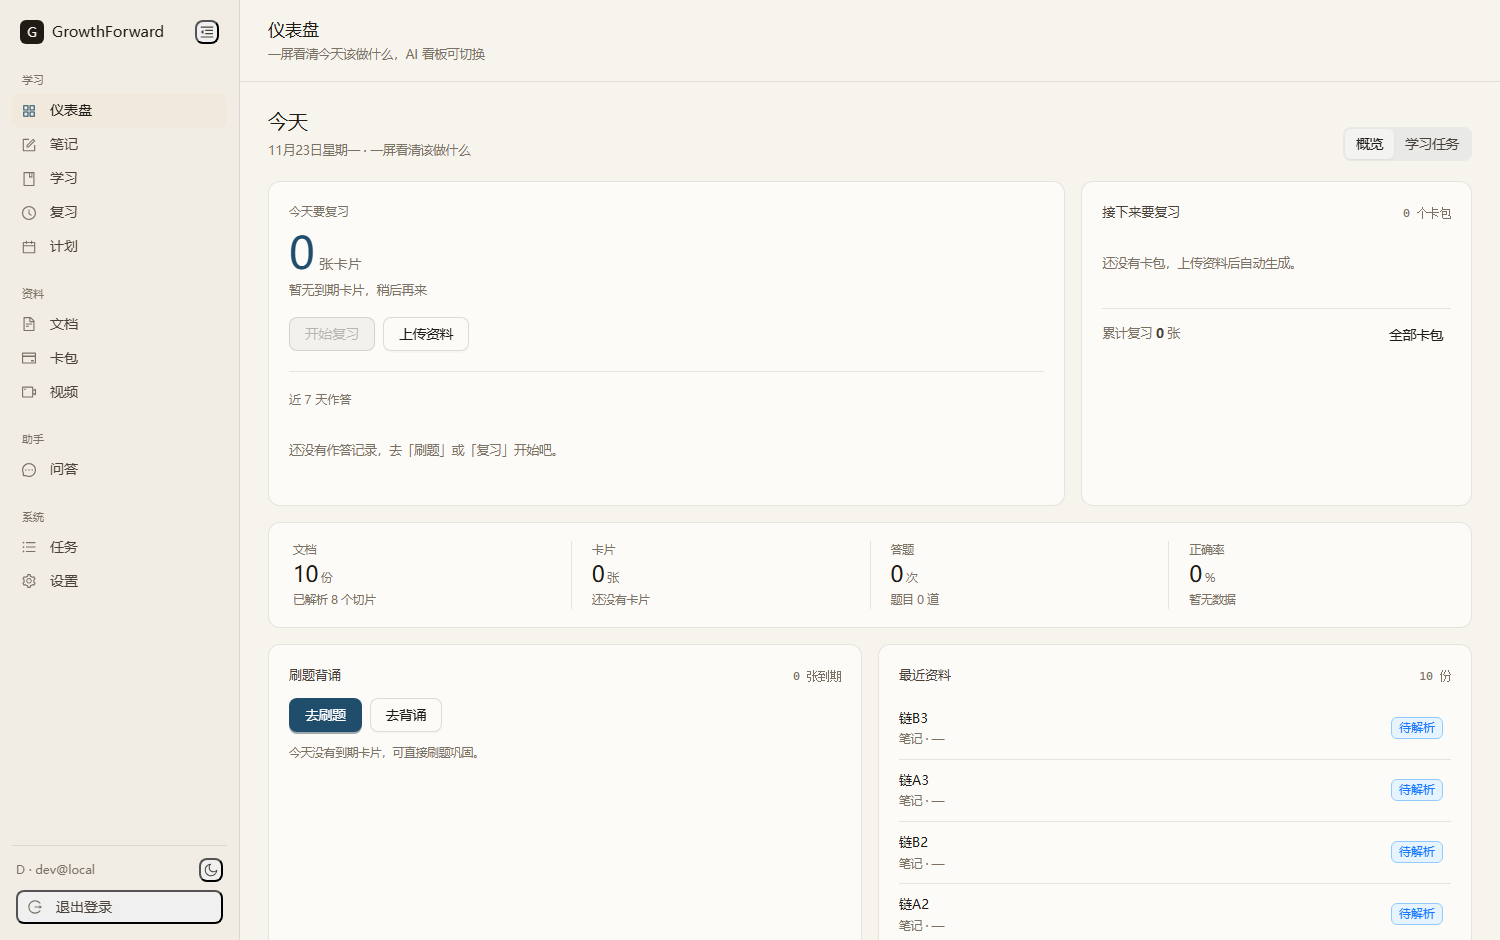 G GrowthForward
学习
仪表盘
笔记
学习
复习
计划
资料
文档
卡包
视频
助手
问答
系统
任务
设置
D · dev@local
退出登录
仪表盘
一屏看清今天该做什么，AI 看板可切换
今天
11月23日星期一 · 一屏看清该做什么
概览 学习任务
今天要复习
0 张卡片
暂无到期卡片，稍后再来
开始复习 上传资料
近 7 天作答
还没有作答记录，去「刷题」或「复习」开始吧。
接下来要复习 0 个卡包
还没有卡包，上传资料后自动生成。
累计复习 0 张 全部卡包
文档
10 份
已解析 8 个切片
卡片
0 张
还没有卡片
答题
0 次
题目 0 道
正确率
0 %
暂无数据
刷题背诵 0 张到期
去刷题 去背诵
今天没有到期卡片，可直接刷题巩固。
最近资料 10 份
链B3
笔记 · —
待解析
链A3
笔记 · —
待解析
链B2
笔记 · —
待解析
链A2
笔记 · —
待解析